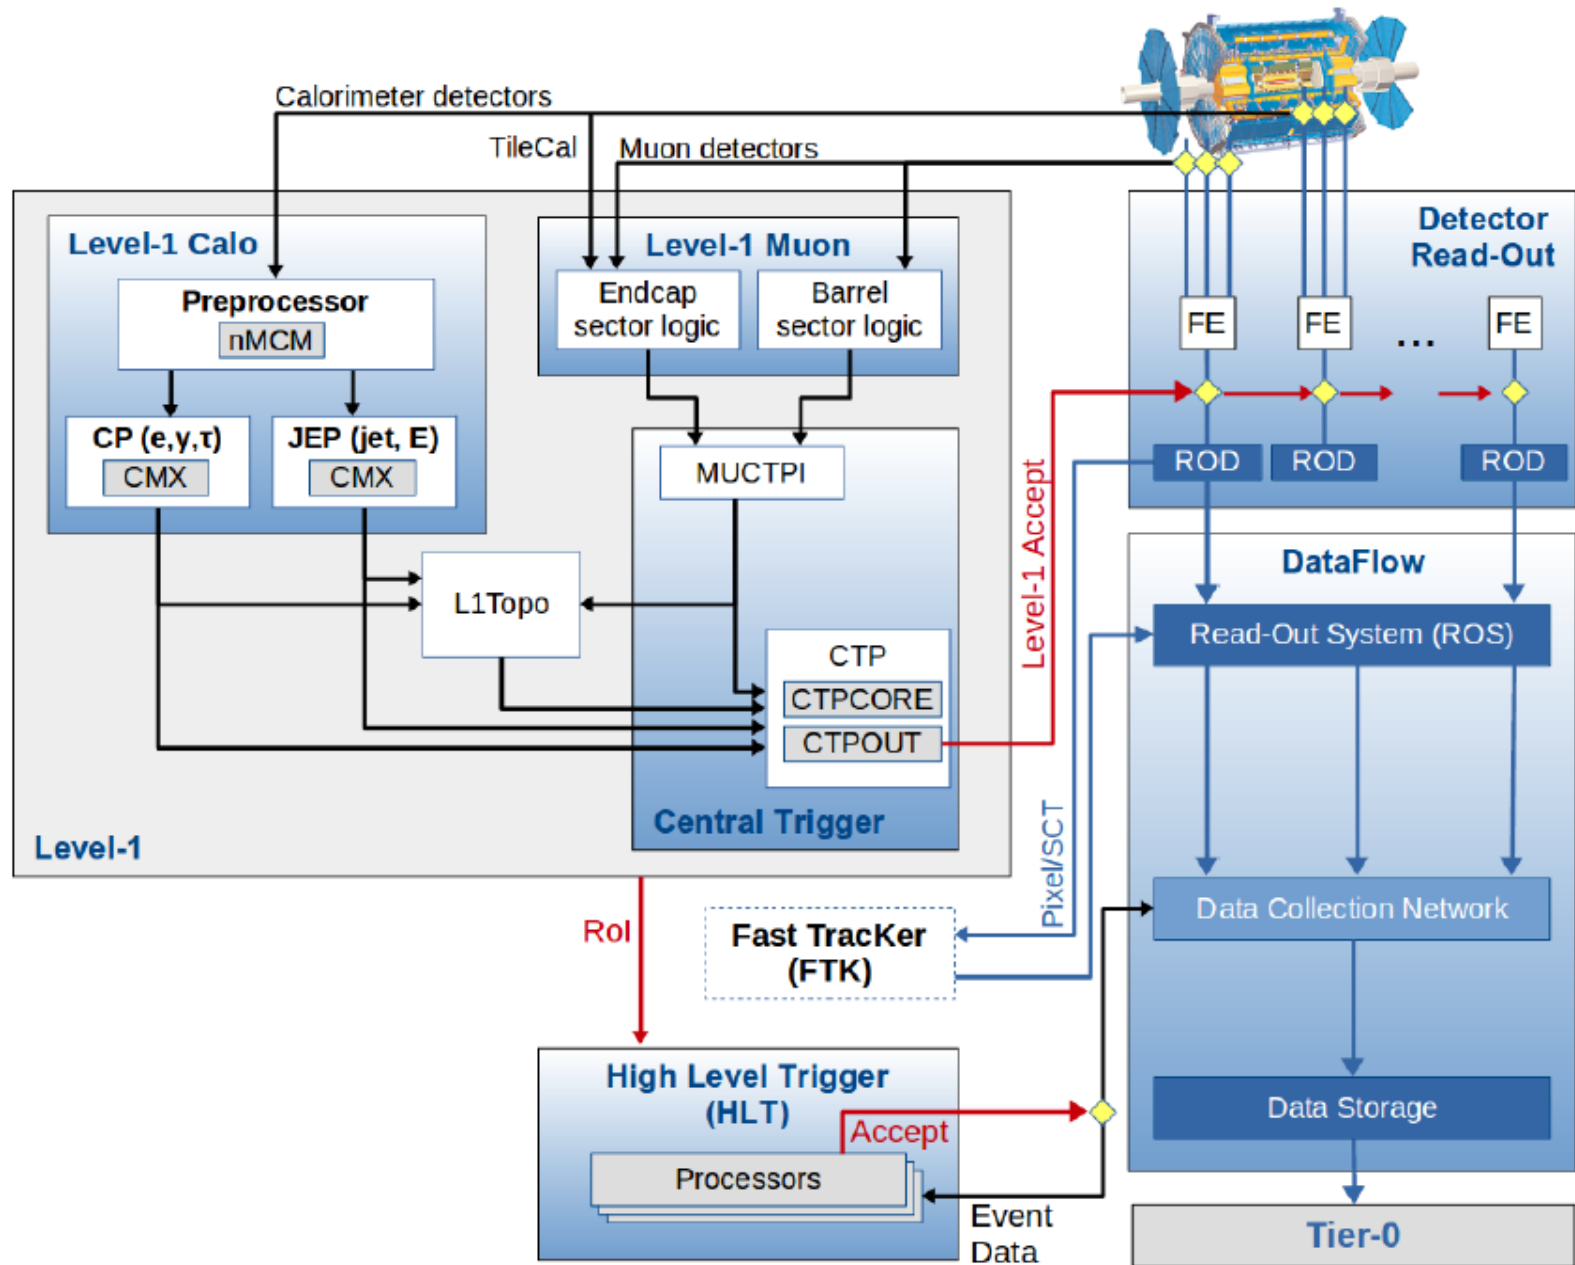 Calorimeter detectors
TileCal
Muon detectors
Level-1 Calo
Preprocessor
nMCM
CP (e,γ,τ)
CMX
JEP (jet, E)
CMX
Level-1 Muon
Endcap
sector logic
Barrel
sector logic
MUCTPI
L1Topo
CTP
CTPCORE
CTPOUT
Central Trigger
Level-1
Level-1 Accept
Detector
Read-Out
FE
FE
...
FE
ROD
ROD
ROD
DataFlow
Read-Out System (ROS)
Pixel/SCT
Data Collection Network
RoI
Fast TracKer
(FTK)
High Level Trigger
(HLT)
Accept
Processors
Event
Data
Data Storage
Tier-0